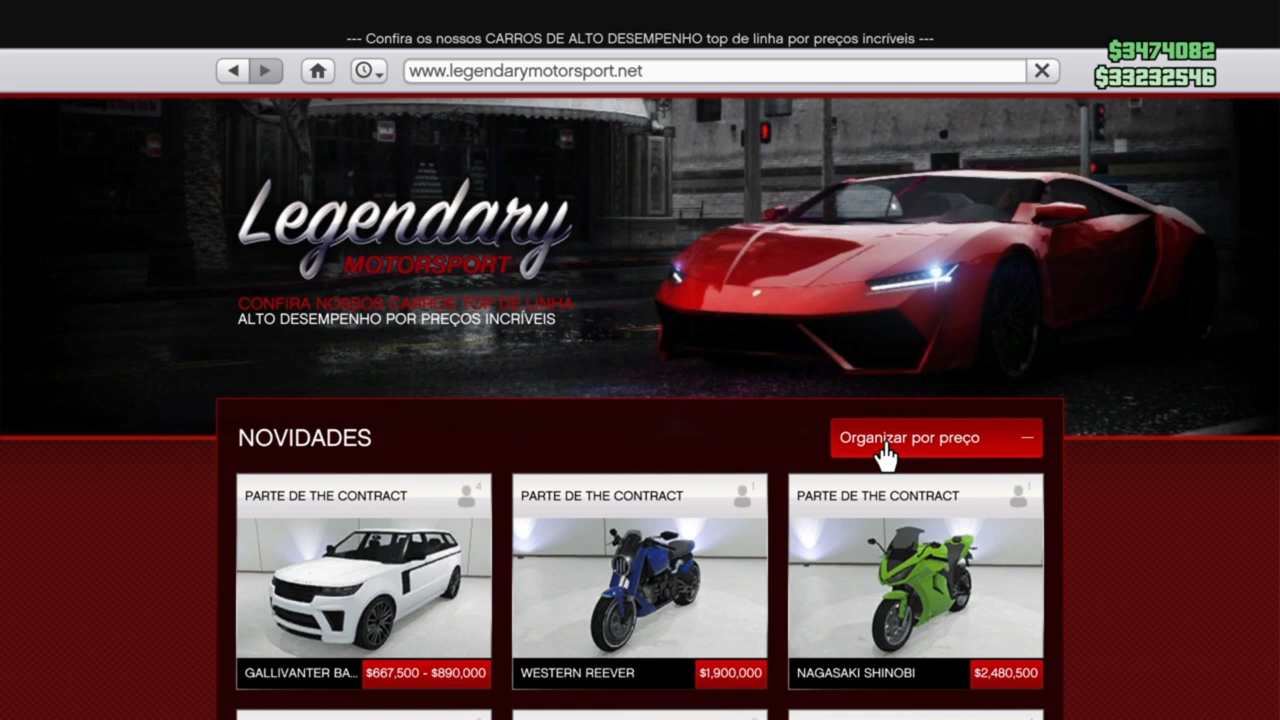 --- Confira os nossos CARROS DE ALTO DESEMPENHO top de linha por preços incríveis ---
$3474082
www.legendarymotorsport.net
$33232546
Legendary
MOTORSPORT
CONFIRA NOSSOS CARROS TOP DE LINHA
ALTO DESEMPENHO POR PREÇOS INCRÍVEIS
NOVIDADES
Organizar por preço
PARTE DE THE CONTRACT 4
PARTE DE THE CONTRACT 1
PARTE DE THE CONTRACT 1
GALLIVANTER BA... $667,500 - $890,000
WESTERN REEVER $1,900,000
NAGASAKI SHINOBI $2,480,500